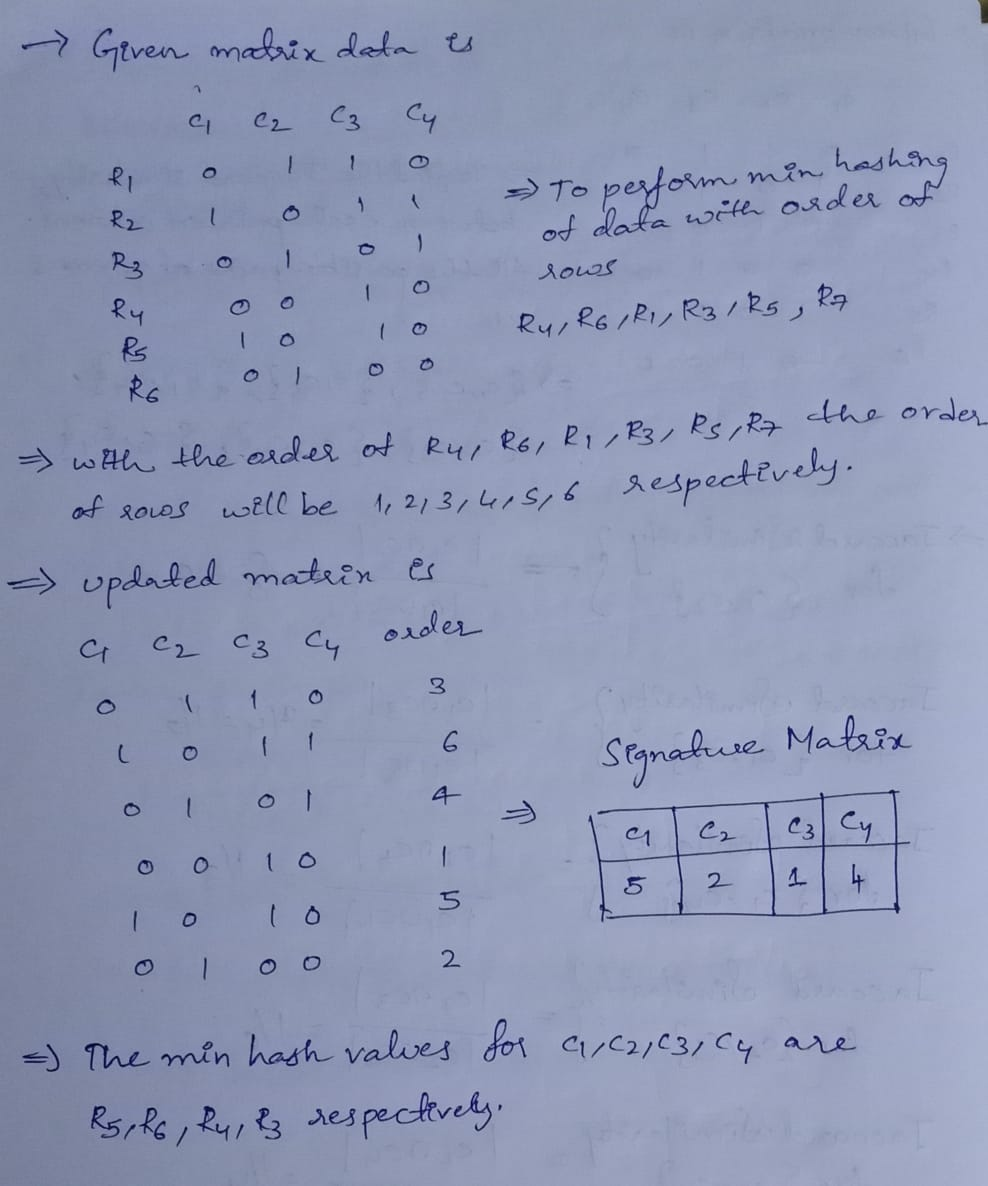 → Given matrix data is
C1 C2 C3 C4
R1 0 1 1 0
R2 1 0 1 1
R3 0 1 0 1
R4 0 0 1 0
R5 1 0 1 0
R6 0 1 0 0
⇒ To perform min hashing
of data with order of
rows
R4, R6, R1, R3, R5, R7
⇒ with the order of R4, R6, R1, R3, R5, R7 the order
of rows will be 1, 2, 3, 4, 5, 6 respectively.
⇒ updated matrix is
C1 C2 C3 C4 order
0 1 1 0 3
1 0 1 1 6
0 1 0 1 4
0 0 1 0 1
1 0 1 0 5
0 1 0 0 2
⇒ Signature Matrix
C1 C2 C3 C4
5 2 1 4
⇒ The min hash values for C1, C2, C3, C4 are
R5, R6, R4, R3 respectively.